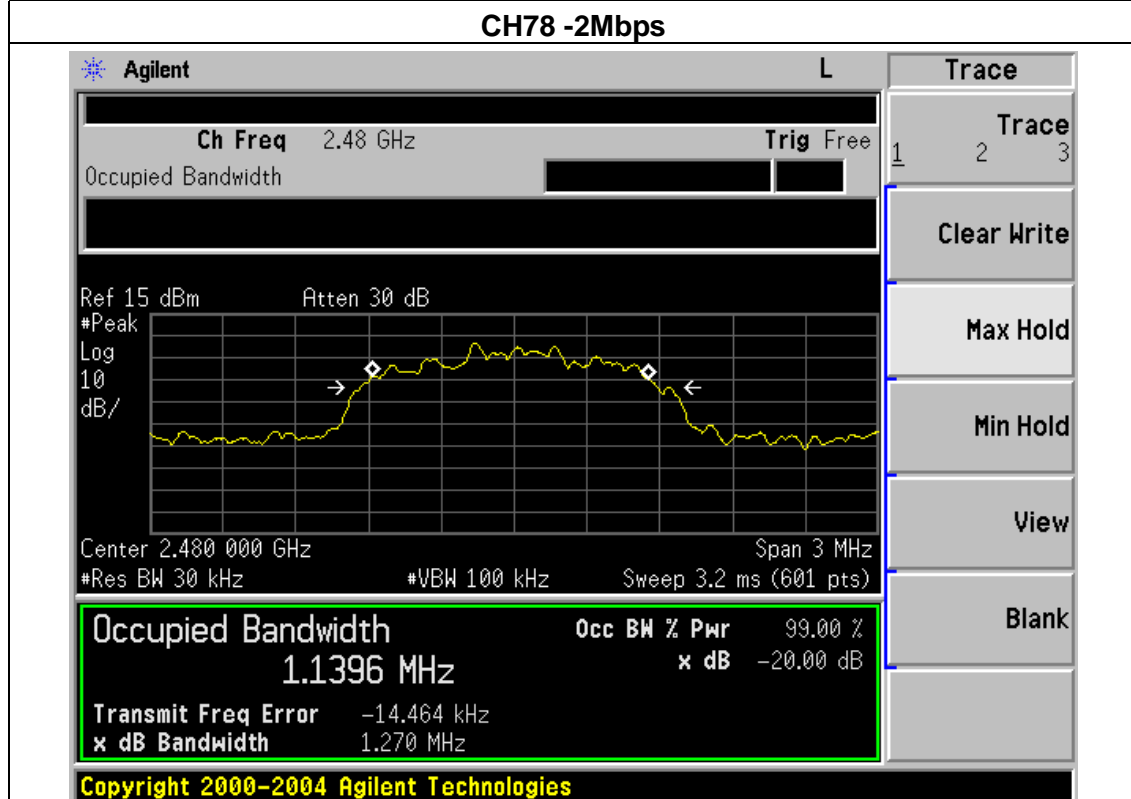 CH78 -2Mbps
Agilent L Trace
Ch Freq 2.48 GHz Trig Free
Occupied Bandwidth
Trace
1 2 3
Clear Write
Max Hold
Min Hold
View
Blank
Ref 15 dBm Atten 30 dB
#Peak
Log
10
dB/
Center 2.480 000 GHz Span 3 MHz
#Res BW 30 kHz #VBW 100 kHz Sweep 3.2 ms (601 pts)
Occupied Bandwidth Occ BW % Pwr 99.00 %
1.1396 MHz x dB -20.00 dB
Transmit Freq Error -14.464 kHz
x dB Bandwidth 1.270 MHz
Copyright 2000-2004 Agilent Technologies